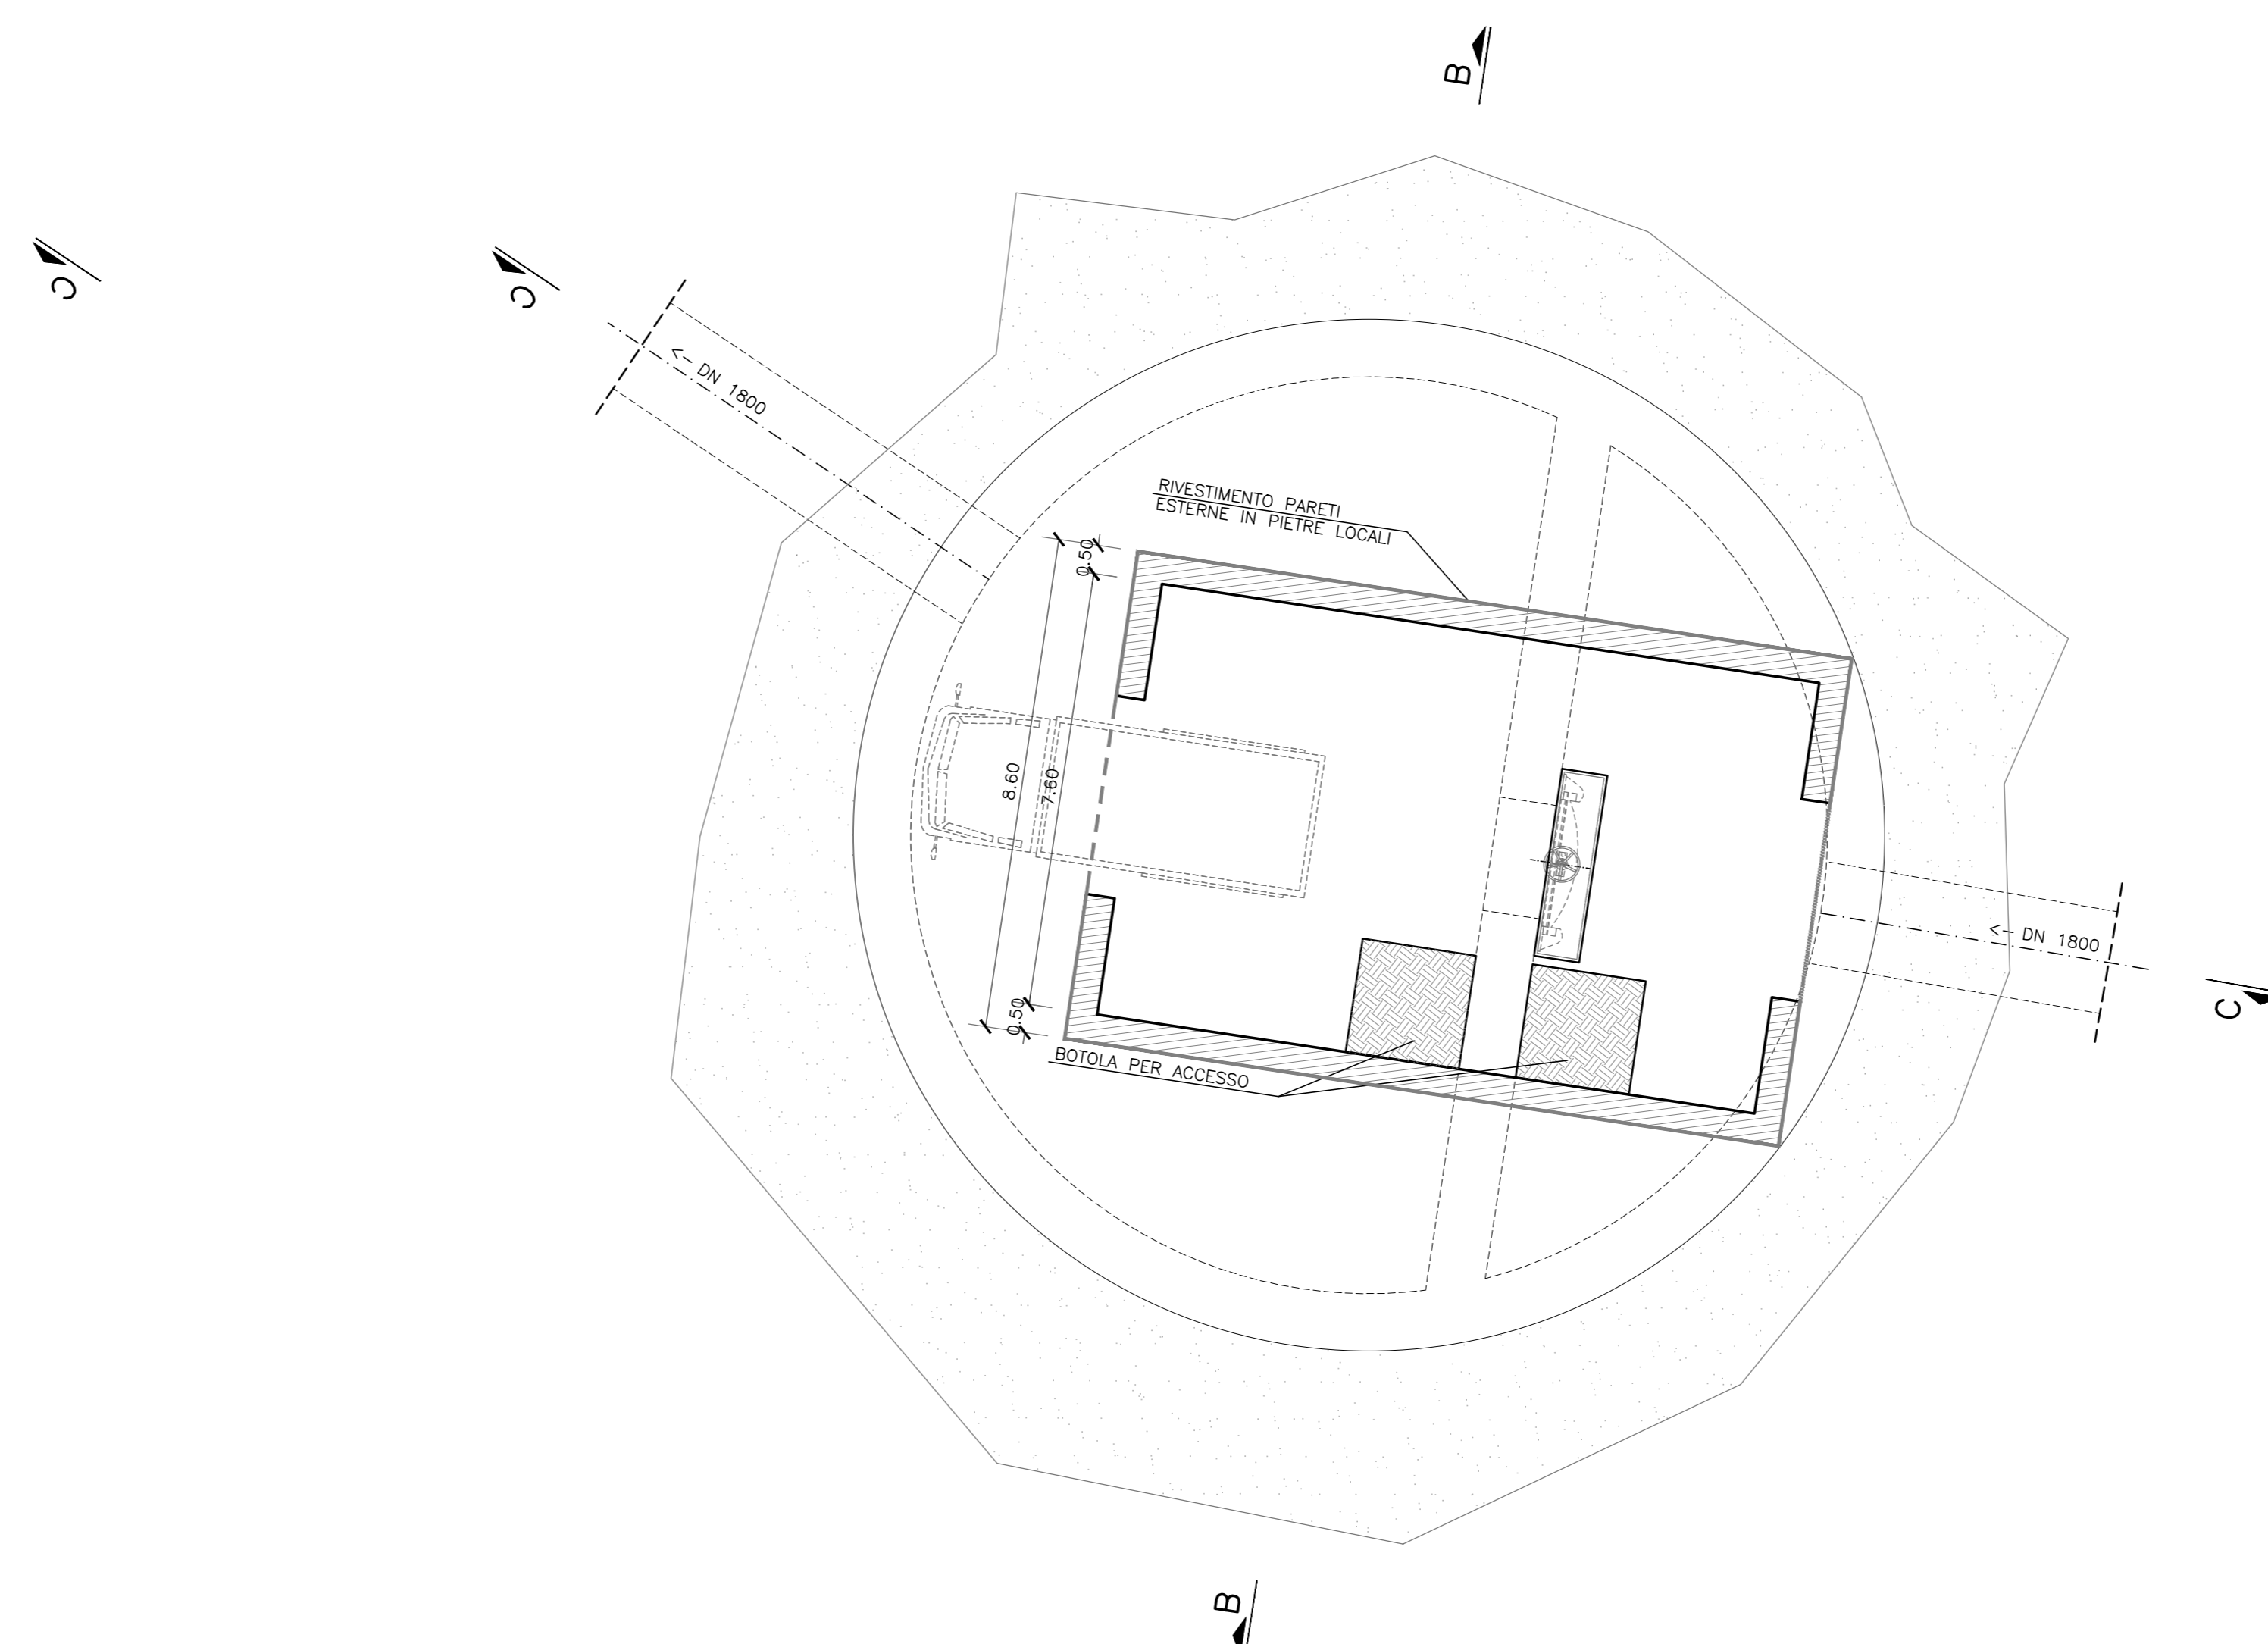 B
C
C
DN 1800
RIVESTIMENTO PARETI
ESTERNE IN PIETRE LOCALI
0.50
8.60
7.60
DN 1800
C
0.50
BOTOLA PER ACCESSO
B